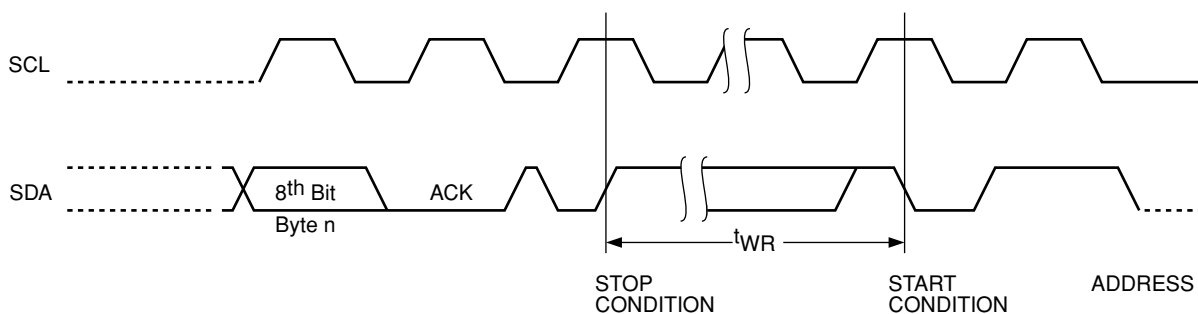 SCL
SDA
8th Bit
ACK
Byte n
tWR
STOP
CONDITION
START
CONDITION
ADDRESS